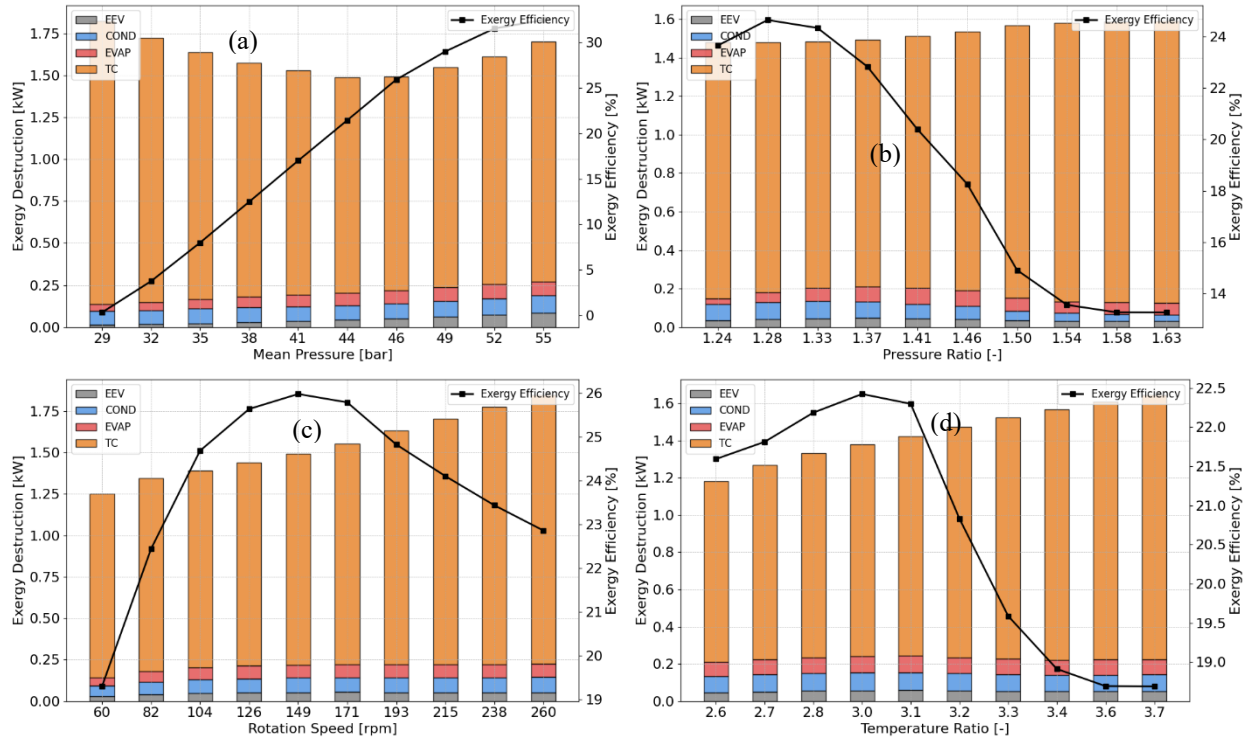 (a)
EEV
COND
EVAP
TC
Exergy Efficiency
Exergy Destruction [kW]
1.75
1.50
1.25
1.00
0.75
0.50
0.25
0.00
29 32 35 38 41 44 46 49 52 55
Mean Pressure [bar]
30
25
20
15
10
5
0
Exergy Efficiency [%]
(b)
EEV
COND
EVAP
TC
Exergy Efficiency
Exergy Destruction [kW]
1.6
1.4
1.2
1.0
0.8
0.6
0.4
0.2
0.0
1.24 1.28 1.33 1.37 1.41 1.46 1.50 1.54 1.58 1.63
Pressure Ratio [-]
24
22
20
18
16
14
Exergy Efficiency [%]
(c)
EEV
COND
EVAP
TC
Exergy Efficiency
Exergy Destruction [kW]
1.75
1.50
1.25
1.00
0.75
0.50
0.25
0.00
60 82 104 126 149 171 193 215 238 260
Rotation Speed [rpm]
26
25
24
23
22
21
20
19
Exergy Efficiency [%]
(d)
EEV
COND
EVAP
TC
Exergy Efficiency
Exergy Destruction [kW]
1.6
1.4
1.2
1.0
0.8
0.6
0.4
0.2
0.0
2.6 2.7 2.8 3.0 3.1 3.2 3.3 3.4 3.6 3.7
Temperature Ratio [-]
22.5
22.0
21.5
21.0
20.5
20.0
19.5
19.0
Exergy Efficiency [%]